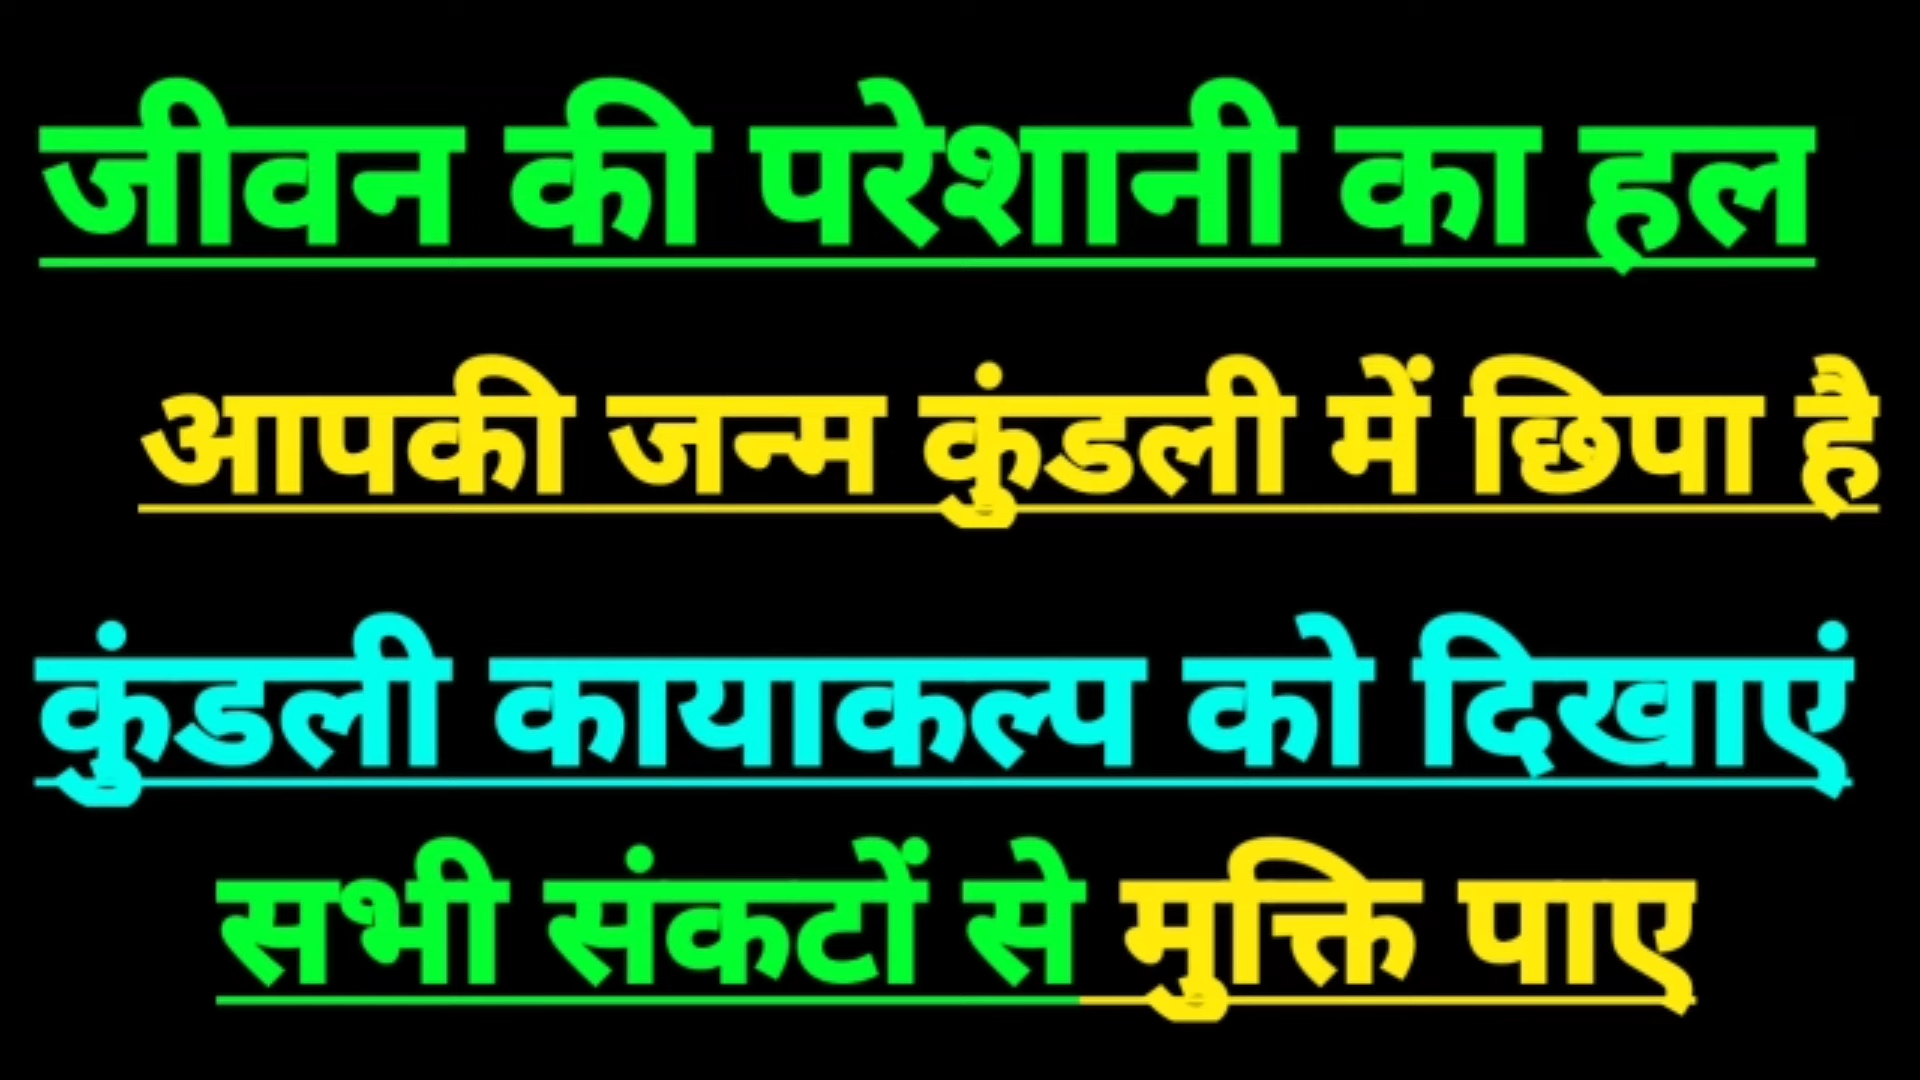 जीवन की परेशानी का हल
आपकी जन्म कुंडली में छिपा है
कुंडली कायाकल्प को दिखाएं
सभी संकटों से मुक्ति पाए